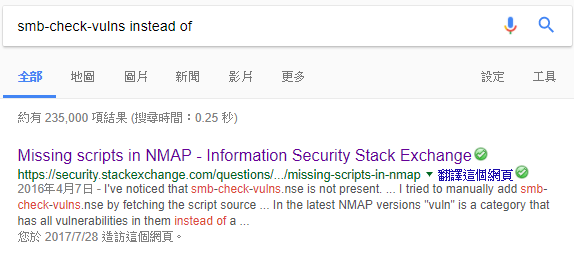 smb-check-vulns instead of
全部 地圖 圖片 新聞 影片 更多 設定 工具
約有 235,000 項結果 (搜尋時間：0.25 秒)
Missing scripts in NMAP - Information Security Stack Exchange
https://security.stackexchange.com/questions/.../missing-scripts-in-nmap ▼ 翻譯這個網頁
2016年4月7日 - I've noticed that smb-check-vulns.nse is not present. ... I tried to manually add smb-
check-vulns.nse by fetching the script source ... In the latest NMAP versions "vuln" is a category that
has all vulnerabilities in them instead of a ...
您於 2017/7/28 造訪這個網頁。